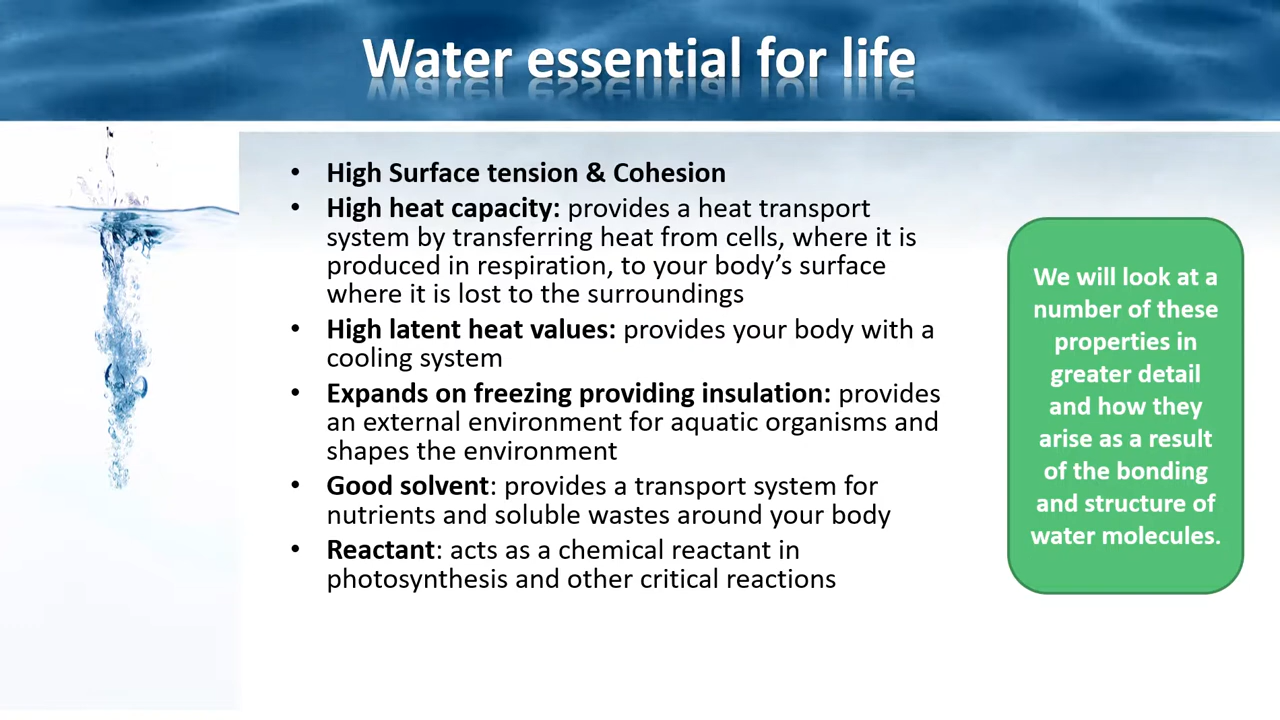 Water essential for life
• High Surface tension & Cohesion
• High heat capacity: provides a heat transport
system by transferring heat from cells, where it is
produced in respiration, to your body’s surface
where it is lost to the surroundings
• High latent heat values: provides your body with a
cooling system
• Expands on freezing providing insulation: provides
an external environment for aquatic organisms and
shapes the environment
• Good solvent: provides a transport system for
nutrients and soluble wastes around your body
• Reactant: acts as a chemical reactant in
photosynthesis and other critical reactions
We will look at a
number of these
properties in
greater detail
and how they
arise as a result
of the bonding
and structure of
water molecules.